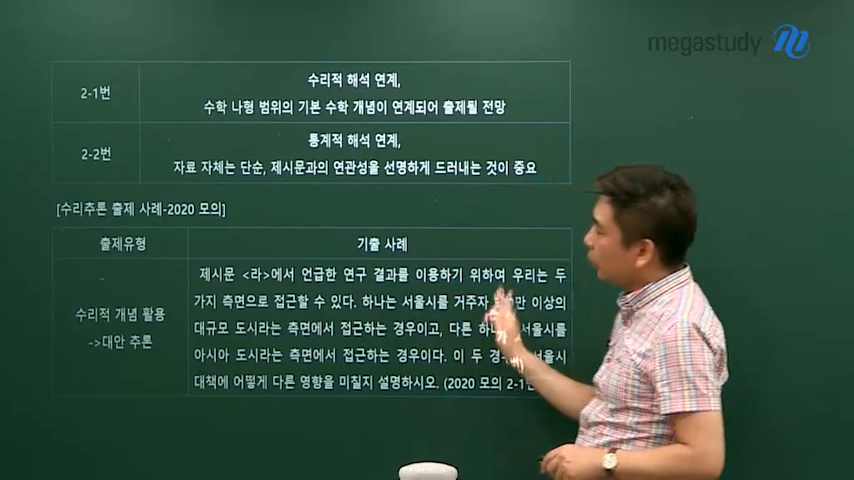 megastudy
2-1번
수리적 해석 연계,
수학 나형 범위의 기본 수학 개념이 연계되어 출제될 전망
2-2번
통계적 해석 연계,
자료 자체는 단순, 제시문과의 연관성을 선명하게 드러내는 것이 중요
[수리추론 출제 사례-2020 모의]
출제유형
기출 사례
수리적 개념 활용
->대안 추론
제시문 <라>에서 언급한 연구 결과를 이용하기 위하여 우리는 두
가지 측면으로 접근할 수 있다. 하나는 서울시를 거주자 이상의
대규모 도시라는 측면에서 접근하는 경우이고, 다른 서울시를
아시아 도시라는 측면에서 접근하는 경우이다. 이 두 서울시
대책에 어떻게 다른 영향을 미칠지 설명하시오. (2020 모의 2-1번